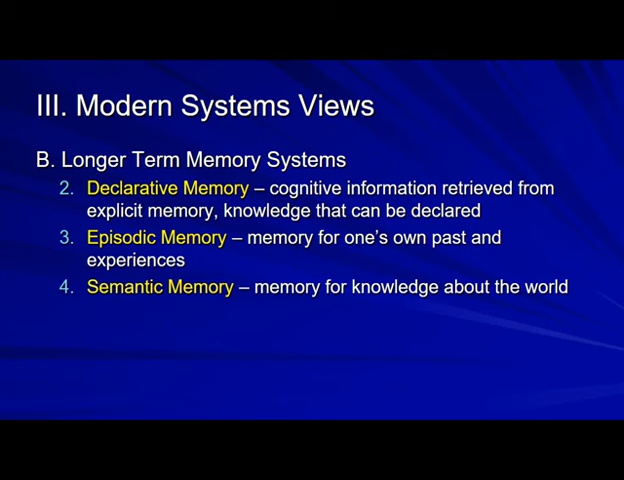 III. Modern Systems Views
B. Longer Term Memory Systems
2. Declarative Memory – cognitive information retrieved from
explicit memory, knowledge that can be declared
3. Episodic Memory – memory for one's own past and
experiences
4. Semantic Memory – memory for knowledge about the world